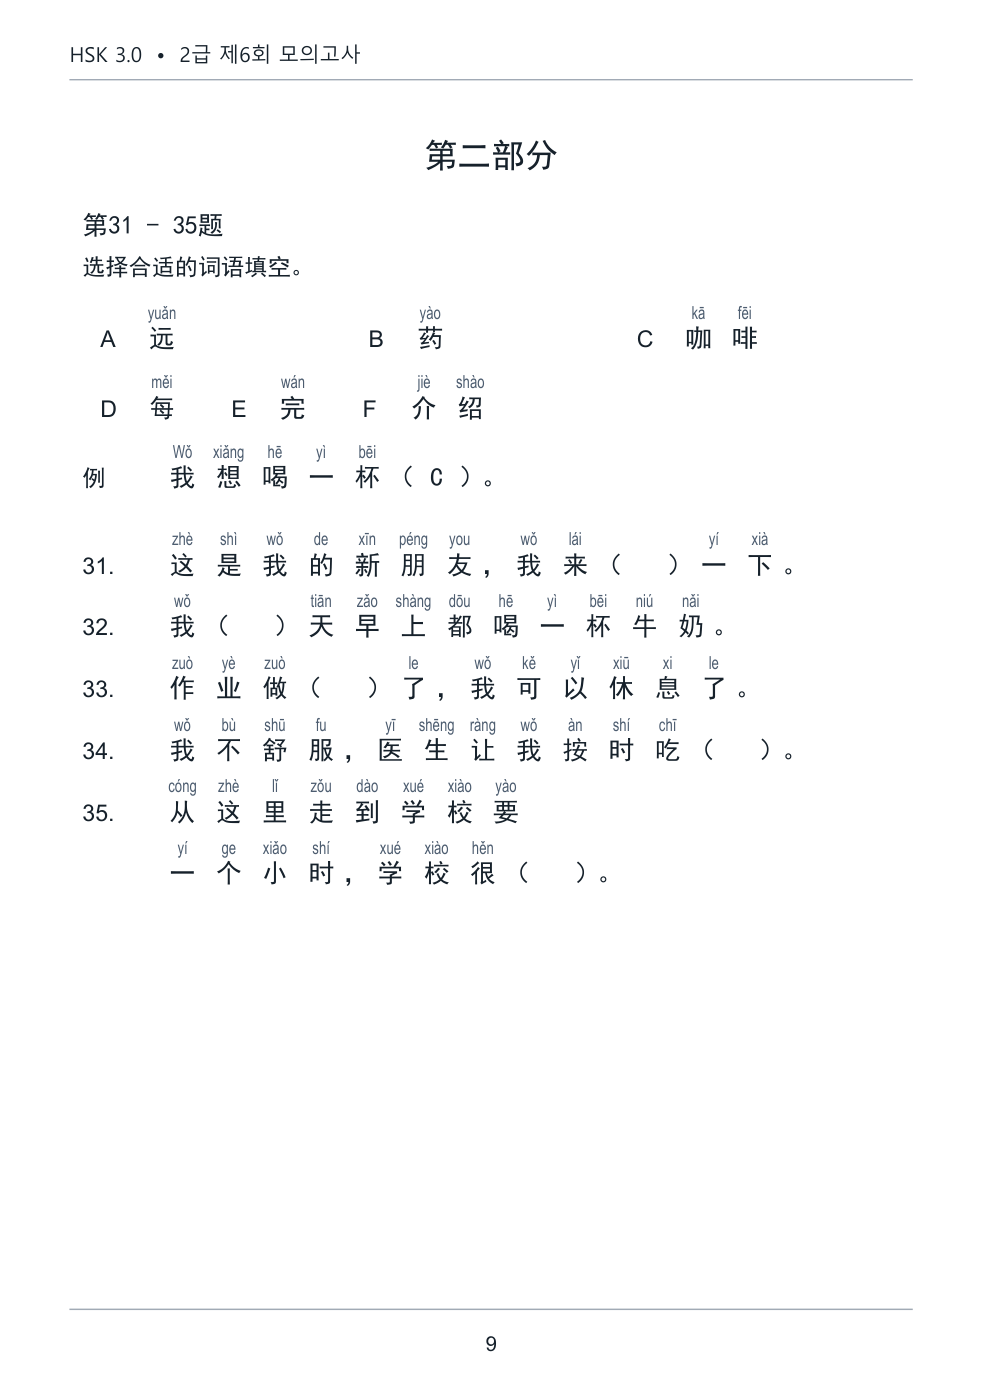 HSK 3.0 • 2급 제6회 모의고사
第二部分
第31 - 35题
选择合适的词语填空。
yuǎn yào kā fēi
A 远 B 药 C 咖啡
měi wán jiè shào
D 每 E 完 F 介绍
Wǒ xiǎng hē yì bēi
例 我想喝一杯（ C ）。
zhè shì wǒ de xīn péng you wǒ lái yí xià
31. 这是我的新朋友，我来（ ）一下。
wǒ tiān zǎo shàng dōu hē yì bēi niú nǎi
32. 我（ ）天早上都喝一杯牛奶。
zuò yè zuò le wǒ kě yǐ xiū xi le
33. 作业做（ ）了，我可以休息了。
wǒ bù shū fu yī shēng ràng wǒ àn shí chī
34. 我不舒服，医生让我按时吃（ ）。
cóng zhè lǐ zǒu dào xué xiào yào
35. 从这里走到学校要
yí ge xiǎo shí xué xiào hěn
一个小时，学校很（ ）。
9